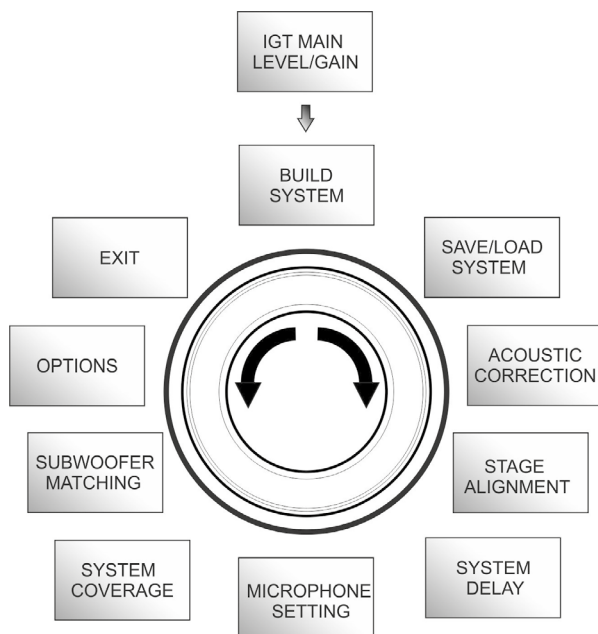 IGT MAIN
LEVEL/GAIN
BUILD
SYSTEM
EXIT
SAVE/LOAD
SYSTEM
OPTIONS
ACOUSTIC
CORRECTION
SUBWOOFER
MATCHING
STAGE
ALIGNMENT
SYSTEM
COVERAGE
MICROPHONE
SETTING
SYSTEM
DELAY